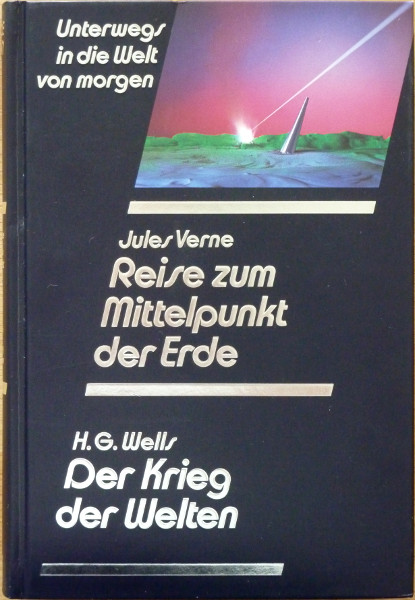 Unterwegs
in die Welt
von morgen
Jules Verne
Reise zum
Mittelpunkt
der Erde
H.G. Wells
Der Krieg
der Welten